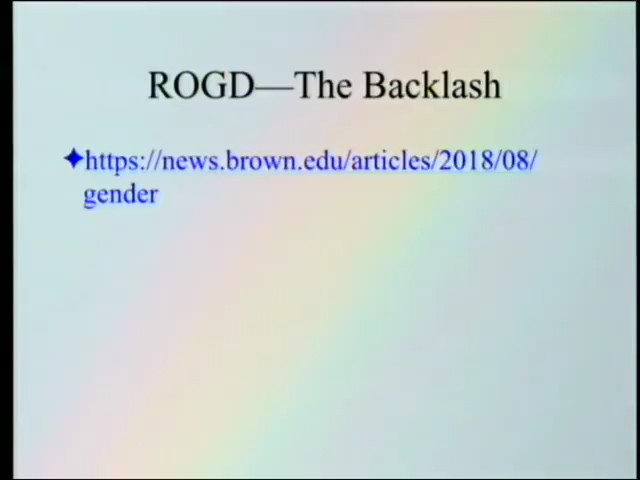 ROGD—The Backlash
https://news.brown.edu/articles/2018/08/
gender